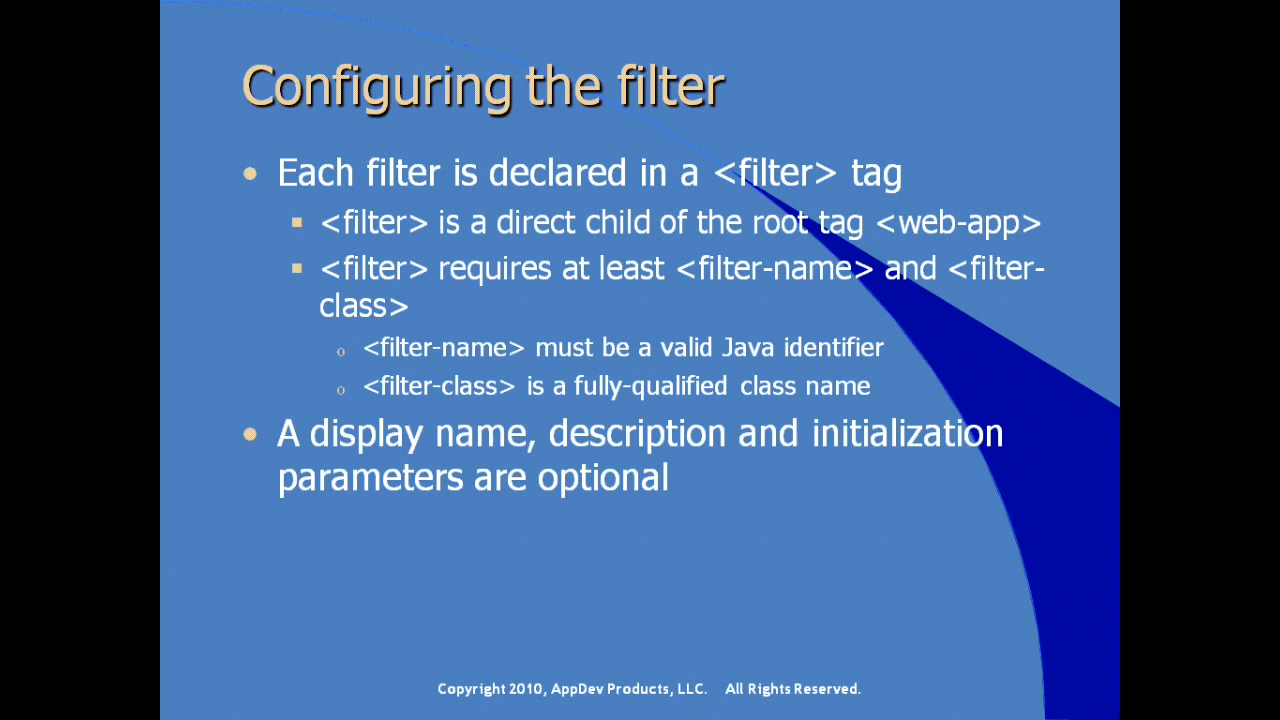 Configuring the filter
• Each filter is declared in a <filter> tag
▪ <filter> is a direct child of the root tag <web-app>
▪ <filter> requires at least <filter-name> and <filter-
class>
o <filter-name> must be a valid Java identifier
o <filter-class> is a fully-qualified class name
• A display name, description and initialization
parameters are optional
Copyright 2010, AppDev Products, LLC. All Rights Reserved.